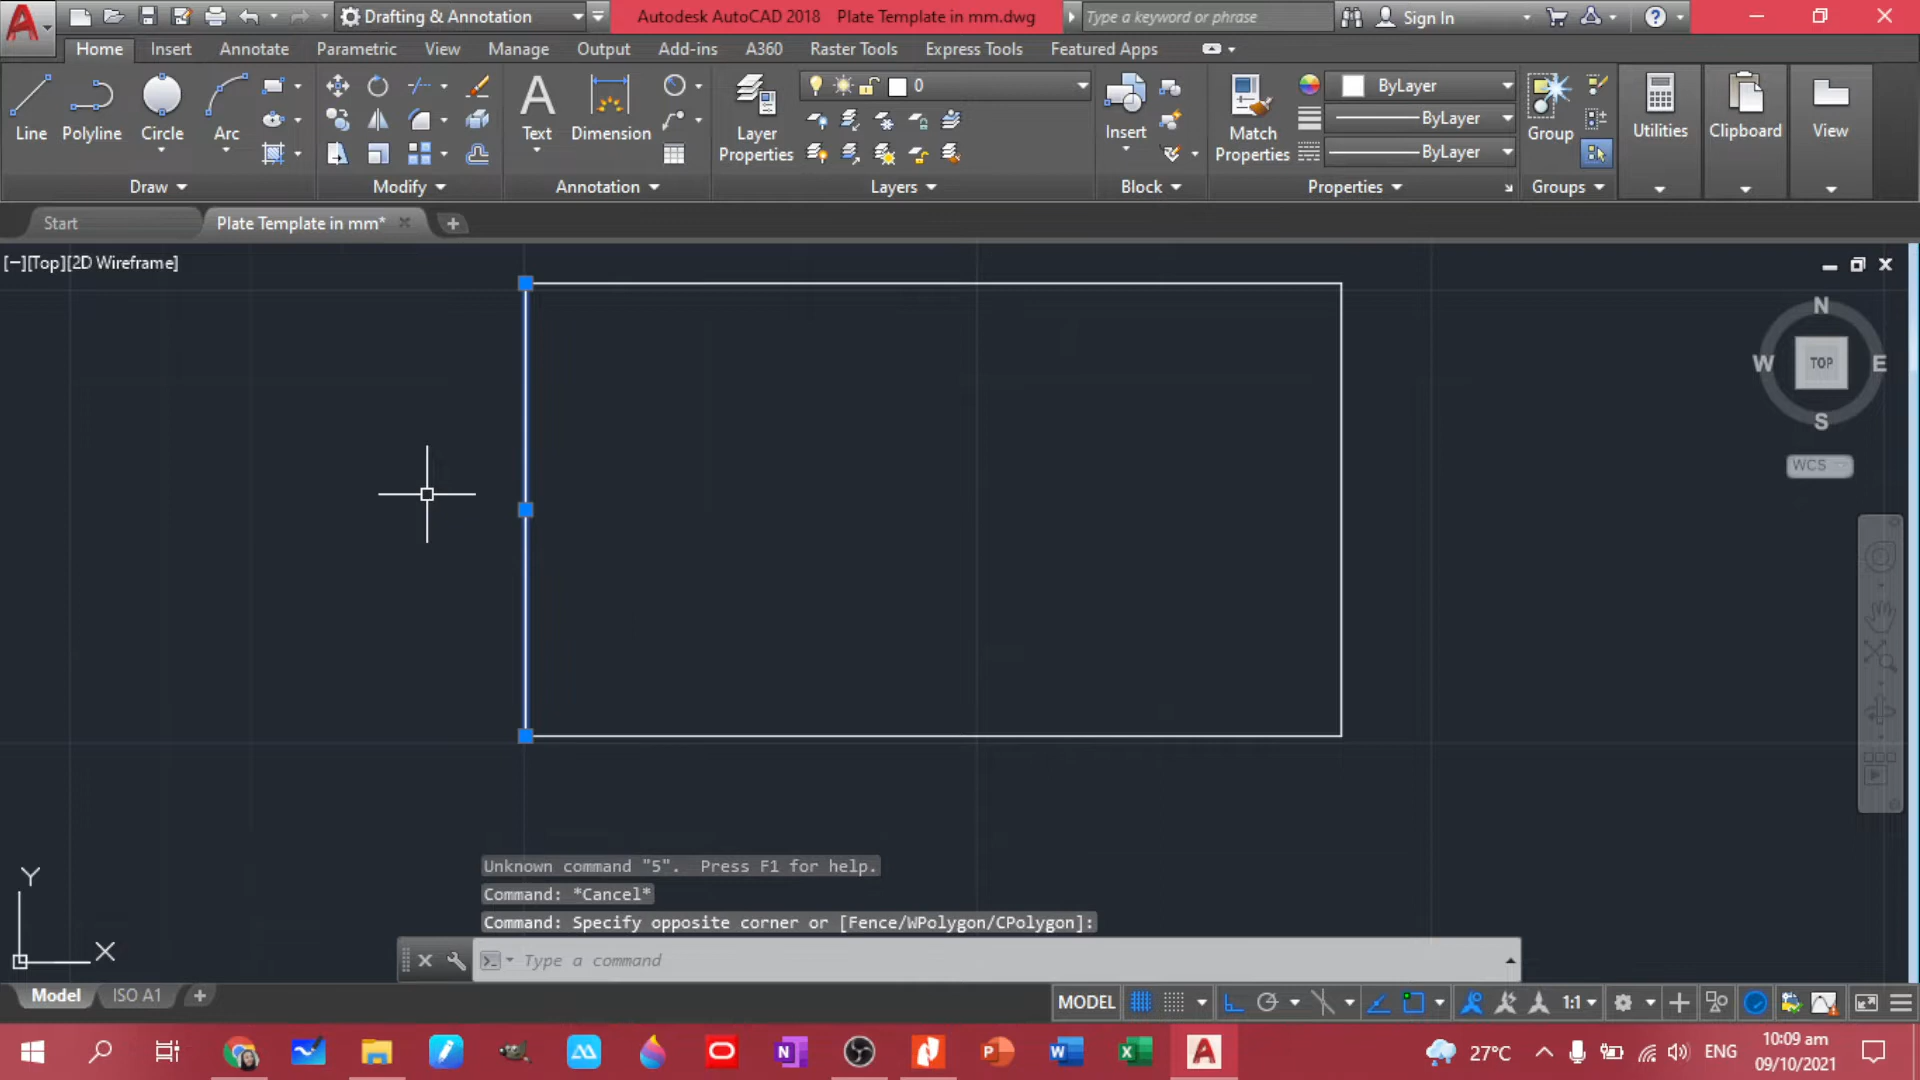 Drafting & Annotation
Autodesk AutoCAD 2018 Plate Template in mm.dwg
Type a keyword or phrase
Sign In
Home Insert Annotate Parametric View Manage Output Add-ins A360 Raster Tools Express Tools Featured Apps
0
ByLayer
ByLayer
ByLayer
Line Polyline Circle Arc
Text Dimension
Layer Properties
Insert
Match Properties
Group
Utilities
Clipboard
View
Draw Modify Annotation Layers Block Properties Groups
Start
Plate Template in mm*
[−][Top][2D Wireframe]
N
W TOP E
S
WCS
Y
X
Unknown command "5". Press F1 for help.
Command: *Cancel*
Command: Specify opposite corner or [Fence/WPolygon/CPolygon]:
Type a command
Model ISO A1
MODEL
1:1
27°C
ENG
10:09 am
09/10/2021